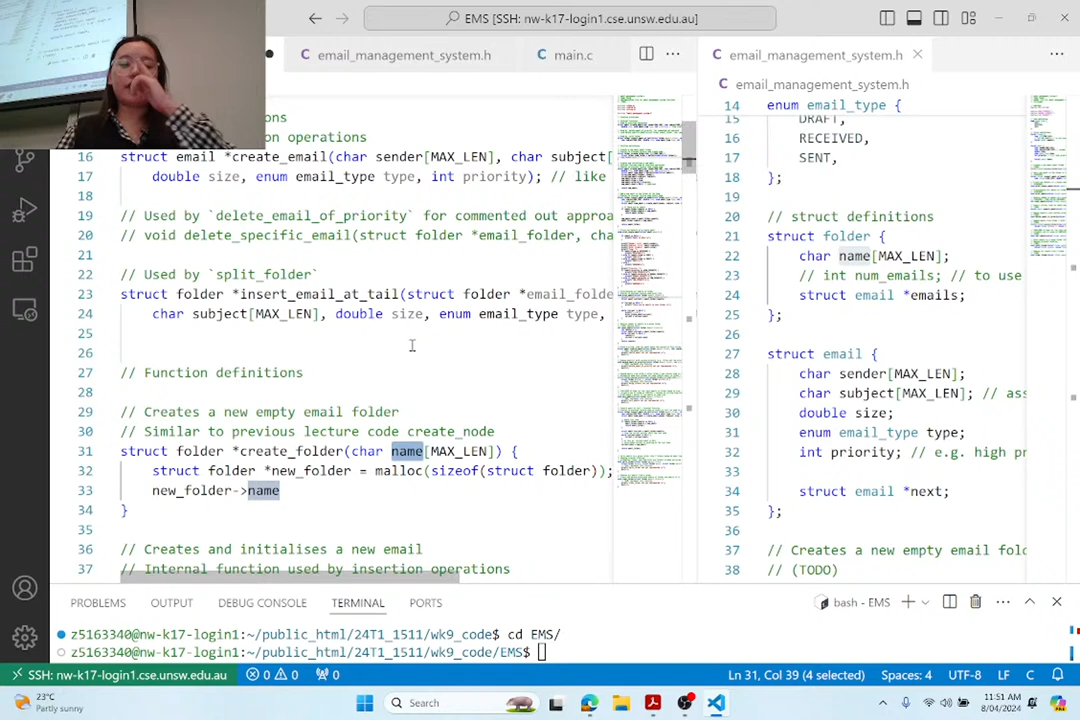 EMS [SSH: nw-k17-login1.cse.unsw.edu.au]
C email_management_system.h
C main.c
C email_management_system.h
C email_management_system.h
ons
ion operations
16 struct email *create_email(char sender[MAX_LEN], char subject[
17 double size, enum email_type type, int priority); // like
18
19 // Used by `delete_email_of_priority` for commented out approa
20 // void delete_specific_email(struct folder *email_folder, cha
21
22 // Used by `split_folder`
23 struct folder *insert_email_at_tail(struct folder *email_folde
24 char subject[MAX_LEN], double size, enum email_type type,
25
26
27 // Function definitions
28
29 // Creates a new empty email folder
30 // Similar to previous lecture code create_node
31 struct folder *create_folder(char name[MAX_LEN]) {
32 struct folder *new_folder = malloc(sizeof(struct folder));
33 new_folder->name
34 }
35
36 // Creates and initialises a new email
37 // Internal function used by insertion operations
14 enum email_type {
15 DRAFT,
16 RECEIVED,
17 SENT,
18 };
19
20 // struct definitions
21 struct folder {
22 char name[MAX_LEN];
23 // int num_emails; // to use
24 struct email *emails;
25 };
26
27 struct email {
28 char sender[MAX_LEN];
29 char subject[MAX_LEN]; // ass
30 double size;
31 enum email_type type;
32 int priority; // e.g. high pr
33
34 struct email *next;
35 };
36
37 // Creates a new empty email fold
38 // (TODO)
PROBLEMS OUTPUT DEBUG CONSOLE TERMINAL PORTS
bash - EMS
z5163340@nw-k17-login1:~/public_html/24T1_1511/wk9_code$ cd EMS/
z5163340@nw-k17-login1:~/public_html/24T1_1511/wk9_code/EMS$
SSH: nw-k17-login1.cse.unsw.edu.au 0 0 0
Ln 31, Col 39 (4 selected) Spaces: 4 UTF-8 LF C
23°C
Partly sunny
Search
11:51 AM
8/04/2024